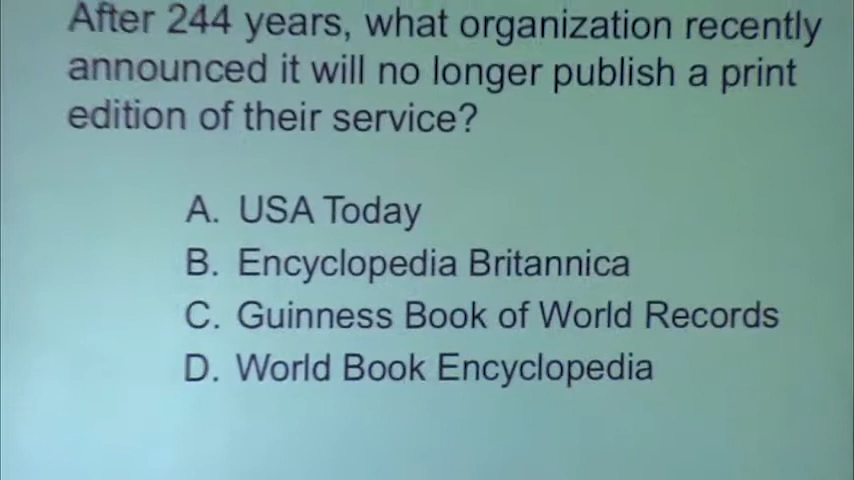 After 244 years, what organization recently
announced it will no longer publish a print
edition of their service?
A. USA Today
B. Encyclopedia Britannica
C. Guinness Book of World Records
D. World Book Encyclopedia